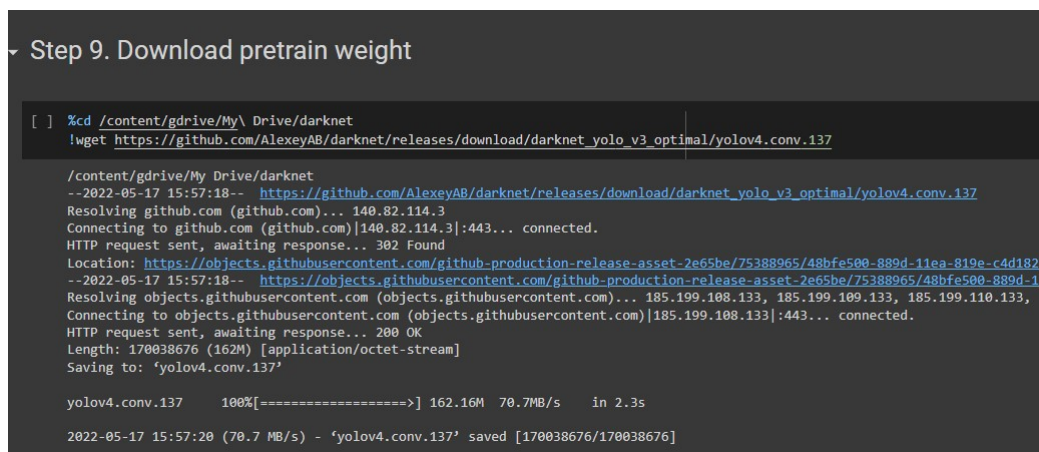 Step 9. Download pretrain weight
[ ] %cd /content/gdrive/My\ Drive/darknet
!wget https://github.com/AlexeyAB/darknet/releases/download/darknet_yolo_v3_optimal/yolov4.conv.137
/content/gdrive/My Drive/darknet
--2022-05-17 15:57:18-- https://github.com/AlexeyAB/darknet/releases/download/darknet_yolo_v3_optimal/yolov4.conv.137
Resolving github.com (github.com)... 140.82.114.3
Connecting to github.com (github.com)|140.82.114.3|:443... connected.
HTTP request sent, awaiting response... 302 Found
Location: https://objects.githubusercontent.com/github-production-release-asset-2e65be/75388965/48bfe500-889d-11ea-819e-c4d182
--2022-05-17 15:57:18-- https://objects.githubusercontent.com/github-production-release-asset-2e65be/75388965/48bfe500-889d-1
Resolving objects.githubusercontent.com (objects.githubusercontent.com)... 185.199.108.133, 185.199.109.133, 185.199.110.133,
Connecting to objects.githubusercontent.com (objects.githubusercontent.com)|185.199.108.133|:443... connected.
HTTP request sent, awaiting response... 200 OK
Length: 170038676 (162M) [application/octet-stream]
Saving to: ‘yolov4.conv.137’
yolov4.conv.137 100%[===================>] 162.16M 70.7MB/s in 2.3s
2022-05-17 15:57:20 (70.7 MB/s) - ‘yolov4.conv.137’ saved [170038676/170038676]